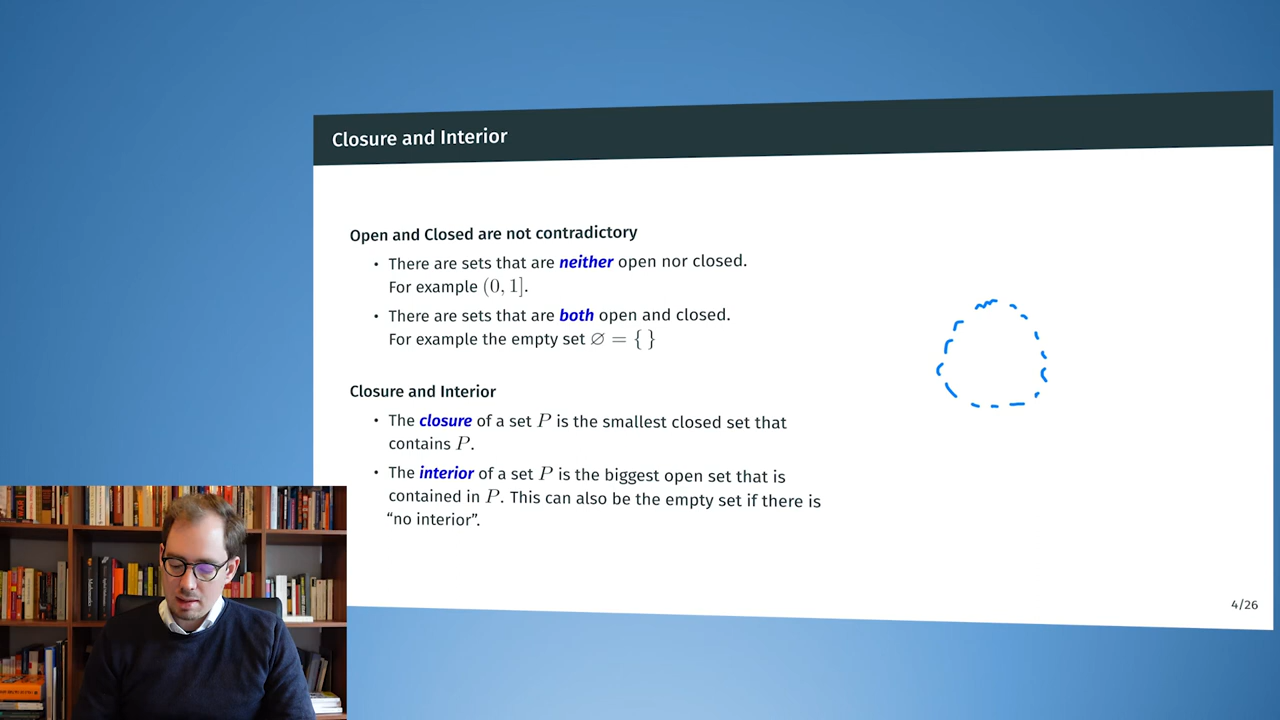 Closure and Interior
Open and Closed are not contradictory
• There are sets that are neither open nor closed.
For example (0, 1].
• There are sets that are both open and closed.
For example the empty set ∅ = { }
Closure and Interior
• The closure of a set P is the smallest closed set that
contains P.
• The interior of a set P is the biggest open set that is
contained in P. This can also be the empty set if there is
“no interior”.
4/26